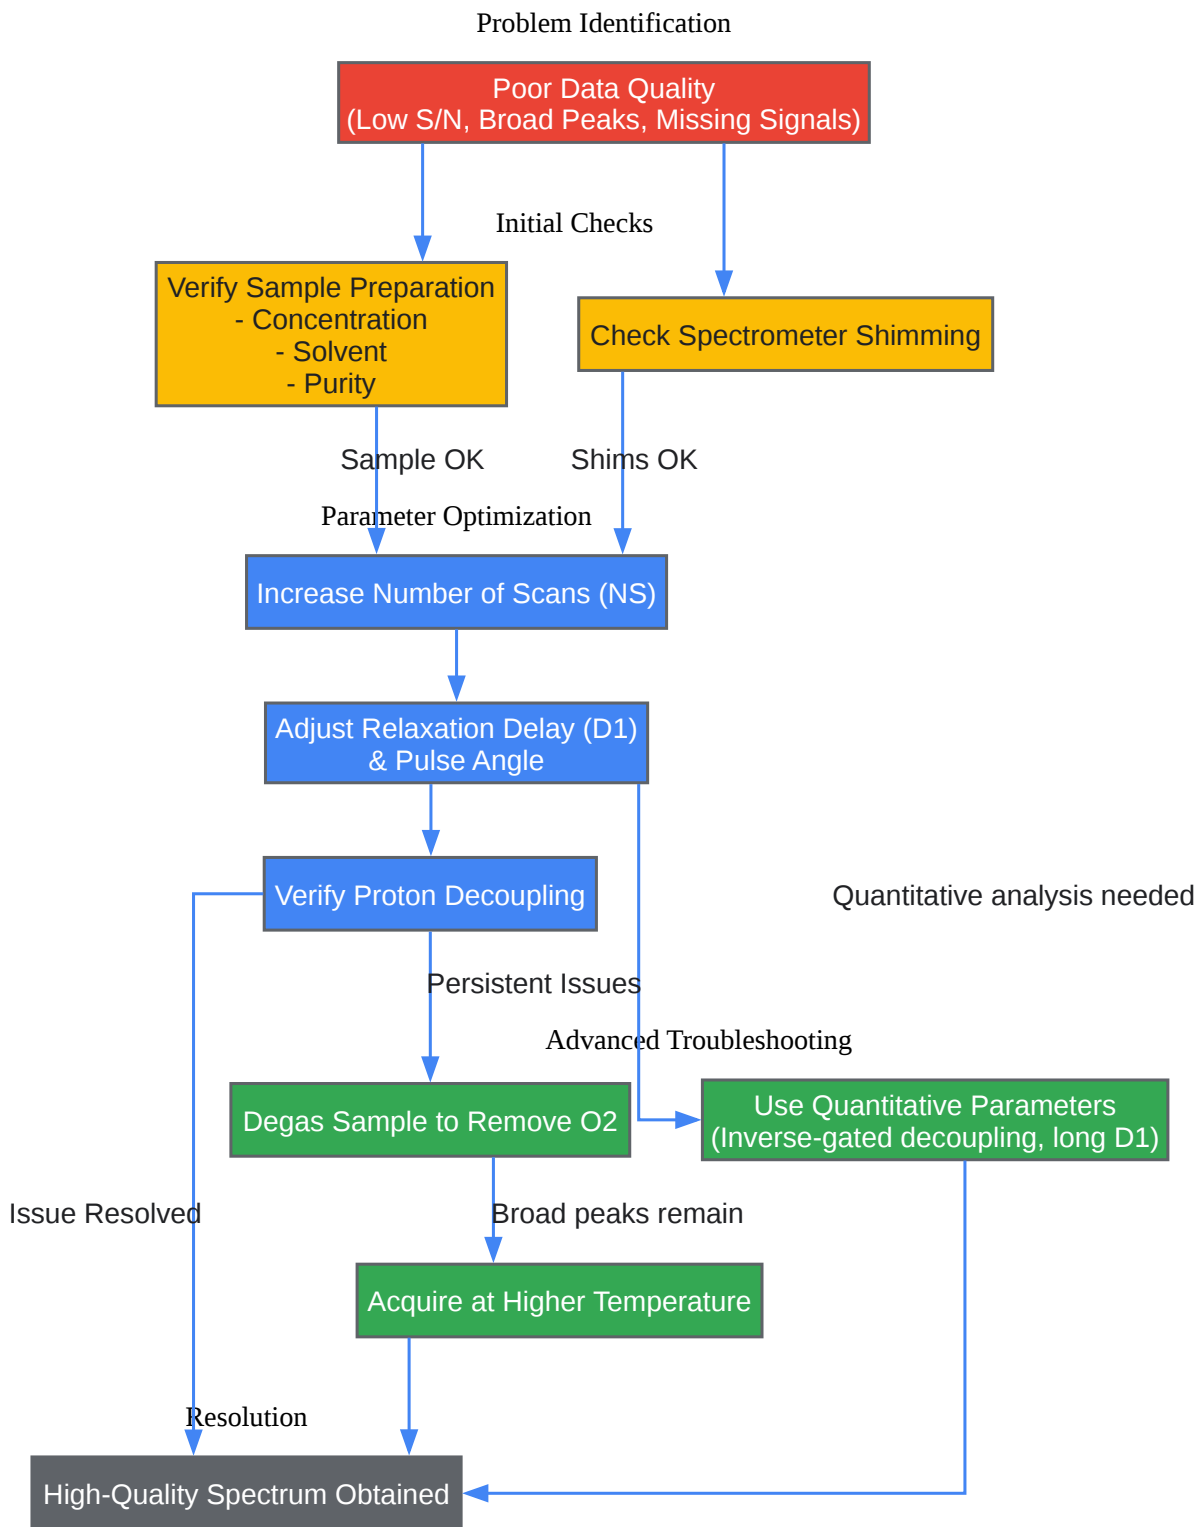 Problem Identification
Poor Data Quality
(Low S/N, Broad Peaks, Missing Signals)
Initial Checks
Verify Sample Preparation
- Concentration
- Solvent
- Purity
Check Spectrometer Shimming
Sample OK
Shims OK
Parameter Optimization
Increase Number of Scans (NS)
Adjust Relaxation Delay (D1)
& Pulse Angle
Verify Proton Decoupling
Quantitative analysis needed
Persistent Issues
Advanced Troubleshooting
Degas Sample to Remove O2
Use Quantitative Parameters
(Inverse-gated decoupling, long D1)
Issue Resolved
Broad peaks remain
Acquire at Higher Temperature
Resolution
High-Quality Spectrum Obtained